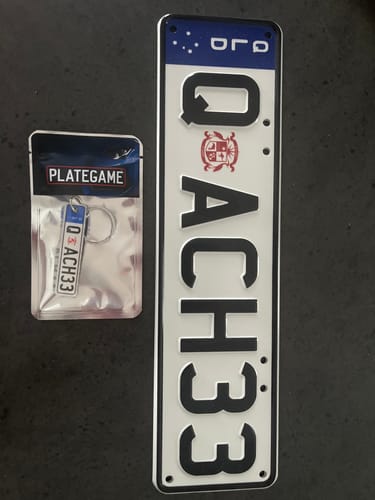 PLATEGAME
Q ACH33
QLD
Q ACH33